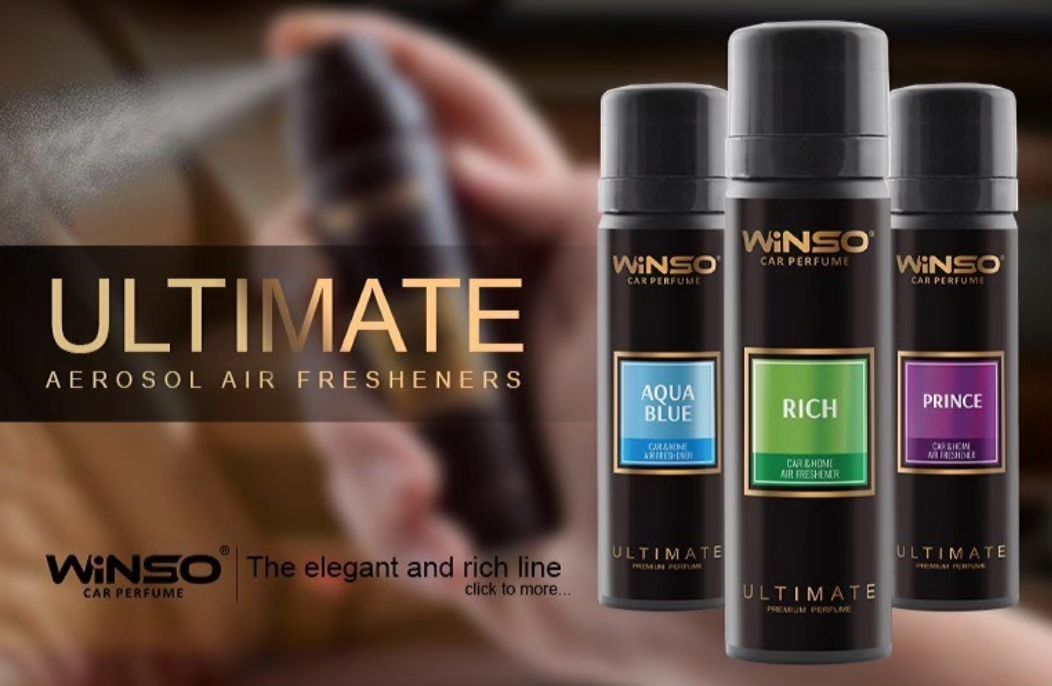 ULTIMATE
AEROSOL AIR FRESHENERS
WiNSO®
CAR PERFUME
The elegant and rich line
click to more...
WiNSO®
CAR PERFUME
AQUA
BLUE
CAR & HOME
AIR FRESHENER
ULTIMATE
PREMIUM PERFUME
WiNSO®
CAR PERFUME
RICH
CAR & HOME
AIR FRESHENER
ULTIMATE
PREMIUM PERFUME
WiNSO®
CAR PERFUME
PRINCE
CAR & HOME
AIR FRESHENER
ULTIMATE
PREMIUM PERFUME